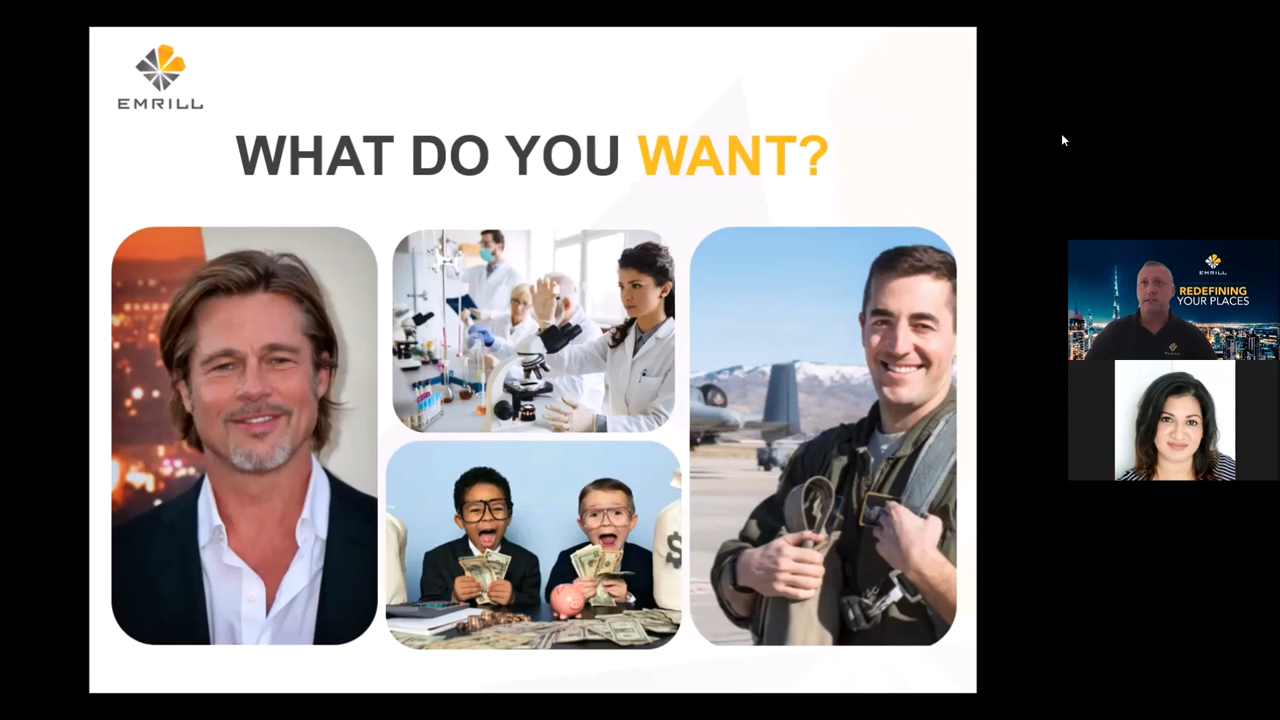 EMRILL
WHAT DO YOU WANT?
$
EMRILL
REDEFINING
YOUR PLACES